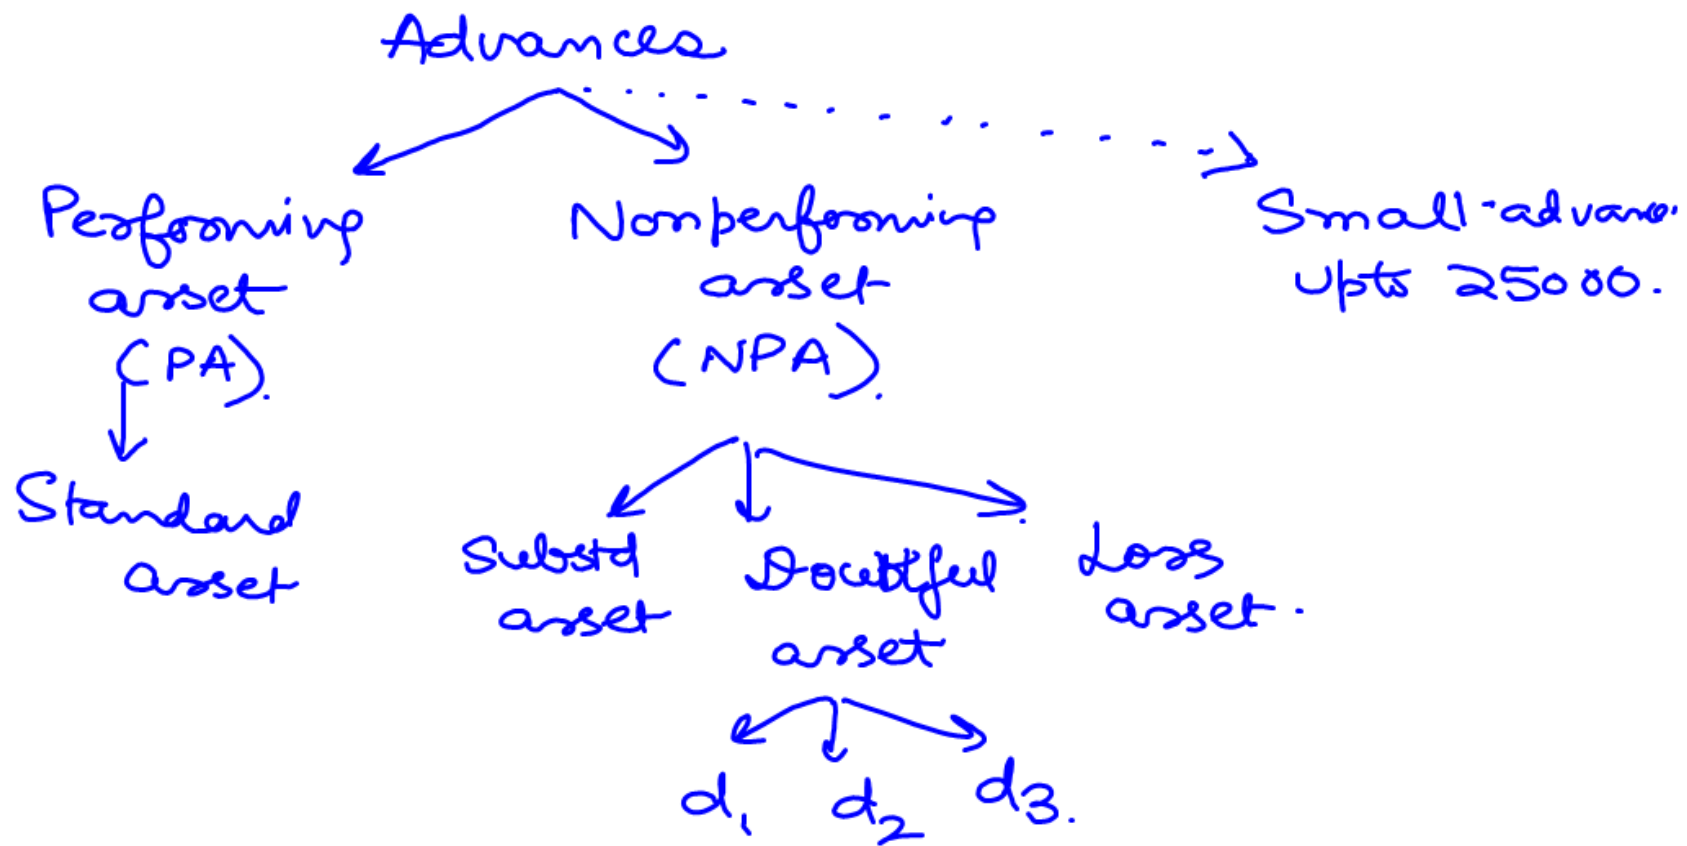 Advances
Performing
asset
(PA).
Nonperforming
asset
(NPA).
Small-advance.
upto 25000.
Standard
asset
Substd
asset
Doubtful
asset
Loss
asset.
d1
d2
d3.